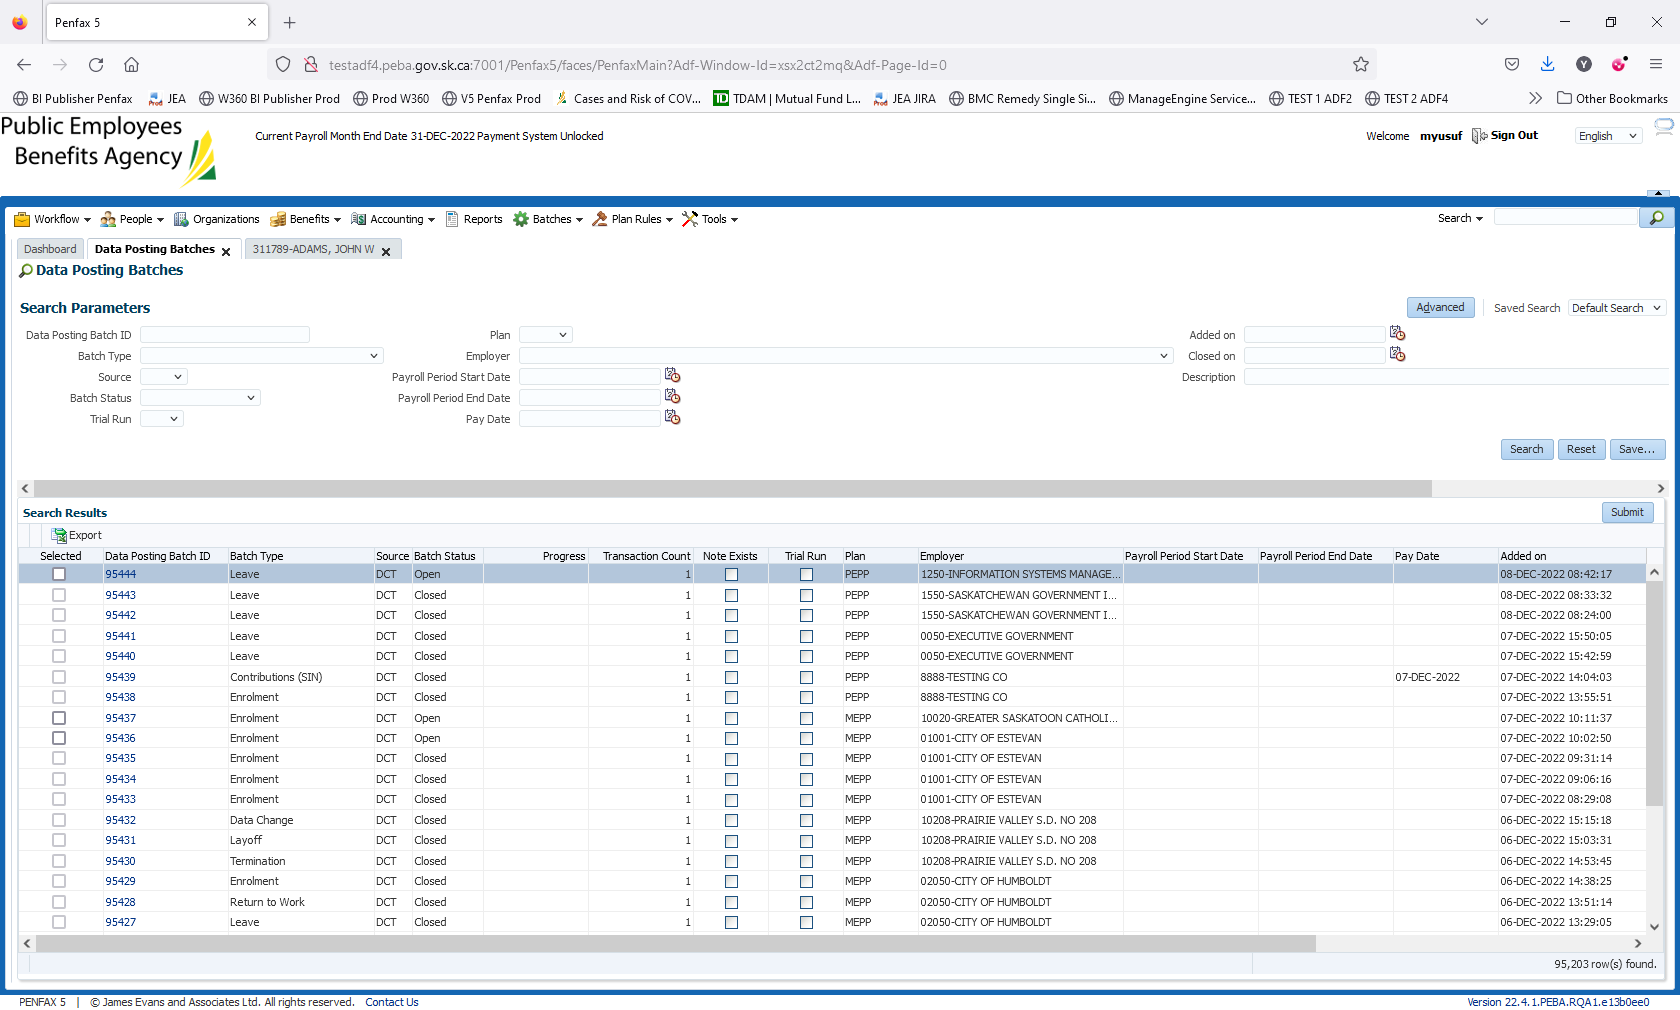 Penfax 5
testadf4.peba.gov.sk.ca:7001/Penfax5/faces/PenfaxMain?Adf-Window-Id=xsx2ct2mq&Adf-Page-Id=0
BI Publisher Penfax JEA W360 BI Publisher Prod Prod W360 V5 Penfax Prod Cases and Risk of COV... TD TDAM | Mutual Fund L... JEA JIRA BMC Remedy Single Si... ManageEngine Service... TEST 1 ADF2 TEST 2 ADF4 Other Bookmarks
Public Employees
Benefits Agency
Current Payroll Month End Date 31-DEC-2022 Payment System Unlocked
Welcome myusuf Sign Out English
Workflow People Organizations Benefits Accounting Reports Batches Plan Rules Tools Search
Dashboard Data Posting Batches 311789-ADAMS, JOHN W
Data Posting Batches
Search Parameters Advanced Saved Search Default Search
Data Posting Batch ID Plan Added on
Batch Type Employer Closed on
Source Payroll Period Start Date Description
Batch Status Payroll Period End Date
Trial Run Pay Date
Search Reset Save...
Search Results Submit
Export
Selected Data Posting Batch ID Batch Type Source Batch Status Progress Transaction Count Note Exists Trial Run Plan Employer Payroll Period Start Date Payroll Period End Date Pay Date Added on
95444 Leave DCT Open 1 PEPP 1250-INFORMATION SYSTEMS MANAGE... 08-DEC-2022 08:42:17
95443 Leave DCT Closed 1 PEPP 1550-SASKATCHEWAN GOVERNMENT I... 08-DEC-2022 08:33:32
95442 Leave DCT Closed 1 PEPP 1550-SASKATCHEWAN GOVERNMENT I... 08-DEC-2022 08:24:00
95441 Leave DCT Closed 1 PEPP 0050-EXECUTIVE GOVERNMENT 07-DEC-2022 15:50:05
95440 Leave DCT Closed 1 PEPP 0050-EXECUTIVE GOVERNMENT 07-DEC-2022 15:42:59
95439 Contributions (SIN) DCT Closed 1 PEPP 8888-TESTING CO 07-DEC-2022 07-DEC-2022 14:04:03
95438 Enrolment DCT Closed 1 PEPP 8888-TESTING CO 07-DEC-2022 13:55:51
95437 Enrolment DCT Open 1 MEPP 10020-GREATER SASKATOON CATHOLI... 07-DEC-2022 10:11:37
95436 Enrolment DCT Open 1 MEPP 01001-CITY OF ESTEVAN 07-DEC-2022 10:02:50
95435 Enrolment DCT Closed 1 MEPP 01001-CITY OF ESTEVAN 07-DEC-2022 09:31:14
95434 Enrolment DCT Closed 1 MEPP 01001-CITY OF ESTEVAN 07-DEC-2022 09:06:16
95433 Enrolment DCT Closed 1 MEPP 01001-CITY OF ESTEVAN 07-DEC-2022 08:29:08
95432 Data Change DCT Closed 1 MEPP 10208-PRAIRIE VALLEY S.D. NO 208 06-DEC-2022 15:15:18
95431 Layoff DCT Closed 1 MEPP 10208-PRAIRIE VALLEY S.D. NO 208 06-DEC-2022 15:03:31
95430 Termination DCT Closed 1 MEPP 10208-PRAIRIE VALLEY S.D. NO 208 06-DEC-2022 14:53:45
95429 Enrolment DCT Closed 1 MEPP 02050-CITY OF HUMBOLDT 06-DEC-2022 14:38:25
95428 Return to Work DCT Closed 1 MEPP 02050-CITY OF HUMBOLDT 06-DEC-2022 13:51:14
95427 Leave DCT Closed 1 MEPP 02050-CITY OF HUMBOLDT 06-DEC-2022 13:29:05
95,203 row(s) found.
PENFAX 5 | © James Evans and Associates Ltd. All rights reserved. Contact Us Version 22.4.1.PEBA.RQA1.e13b0ee0